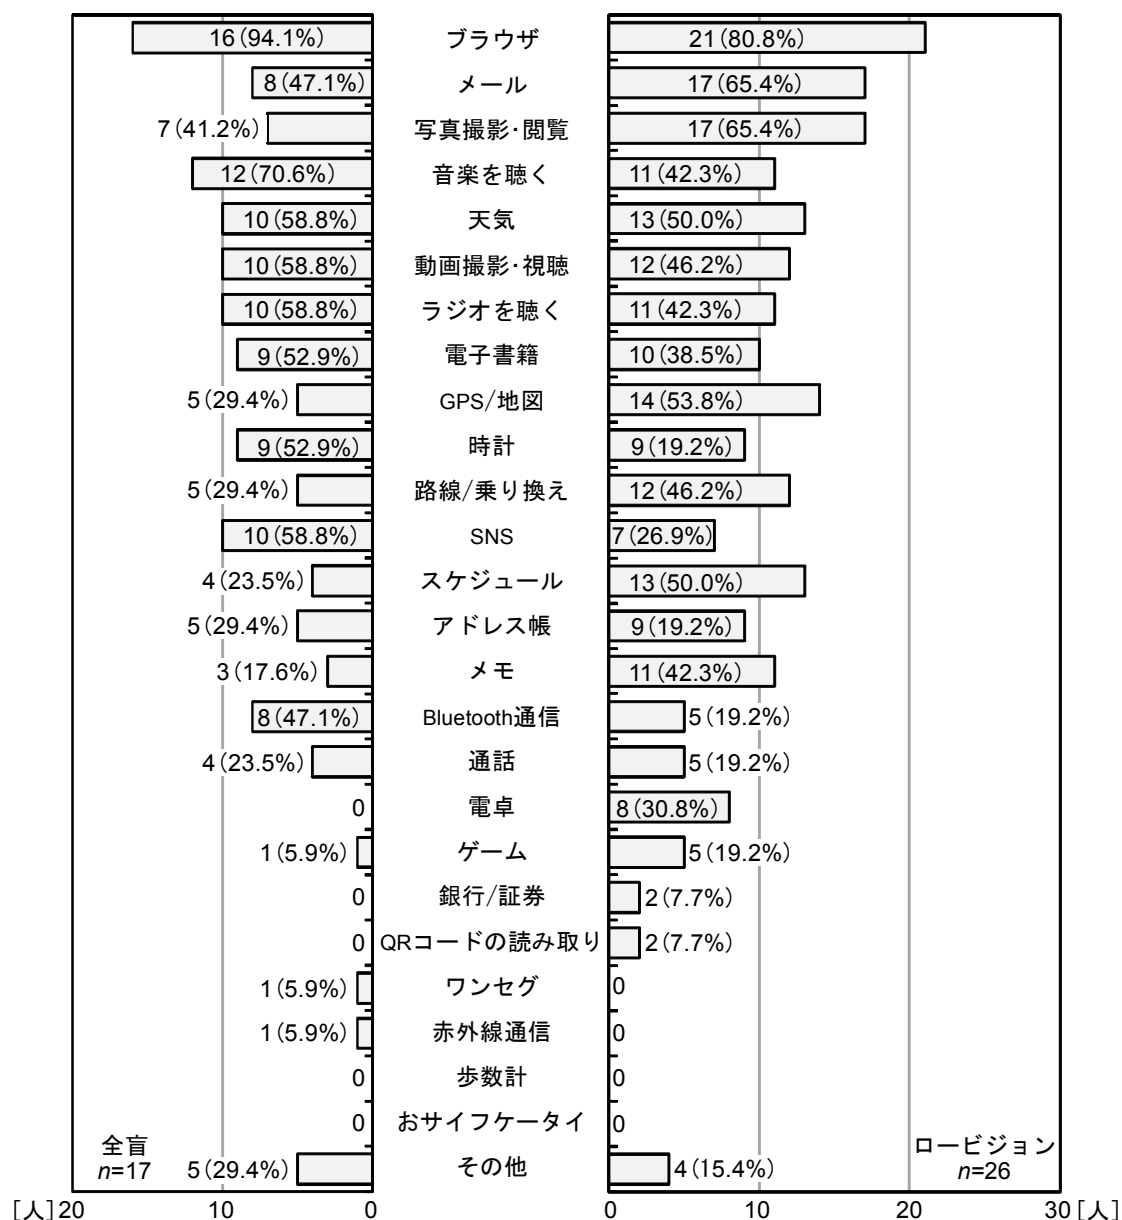 16(94.1%) ブラウザ 21(80.8%)
8(47.1%) メール 17(65.4%)
7(41.2%) 写真撮影･閲覧 17(65.4%)
12(70.6%) 音楽を聴く 11(42.3%)
10(58.8%) 天気 13(50.0%)
10(58.8%) 動画撮影･視聴 12(46.2%)
10(58.8%) ラジオを聴く 11(42.3%)
9(52.9%) 電子書籍 10(38.5%)
5(29.4%) GPS/地図 14(53.8%)
9(52.9%) 時計 9(19.2%)
5(29.4%) 路線/乗り換え 12(46.2%)
10(58.8%) SNS 7(26.9%)
4(23.5%) スケジュール 13(50.0%)
5(29.4%) アドレス帳 9(19.2%)
3(17.6%) メモ 11(42.3%)
8(47.1%) Bluetooth通信 5(19.2%)
4(23.5%) 通話 5(19.2%)
0 電卓 8(30.8%)
1(5.9%) ゲーム 5(19.2%)
0 銀行/証券 2(7.7%)
0 QRコードの読み取り 2(7.7%)
1(5.9%) ワンセグ 0
1(5.9%) 赤外線通信 0
0 歩数計 0
0 おサイフケータイ 0
全盲 ロービジョン
n=17 5(29.4%) その他 4(15.4%) n=26
[人]20 10 0 0 10 20 30[人]